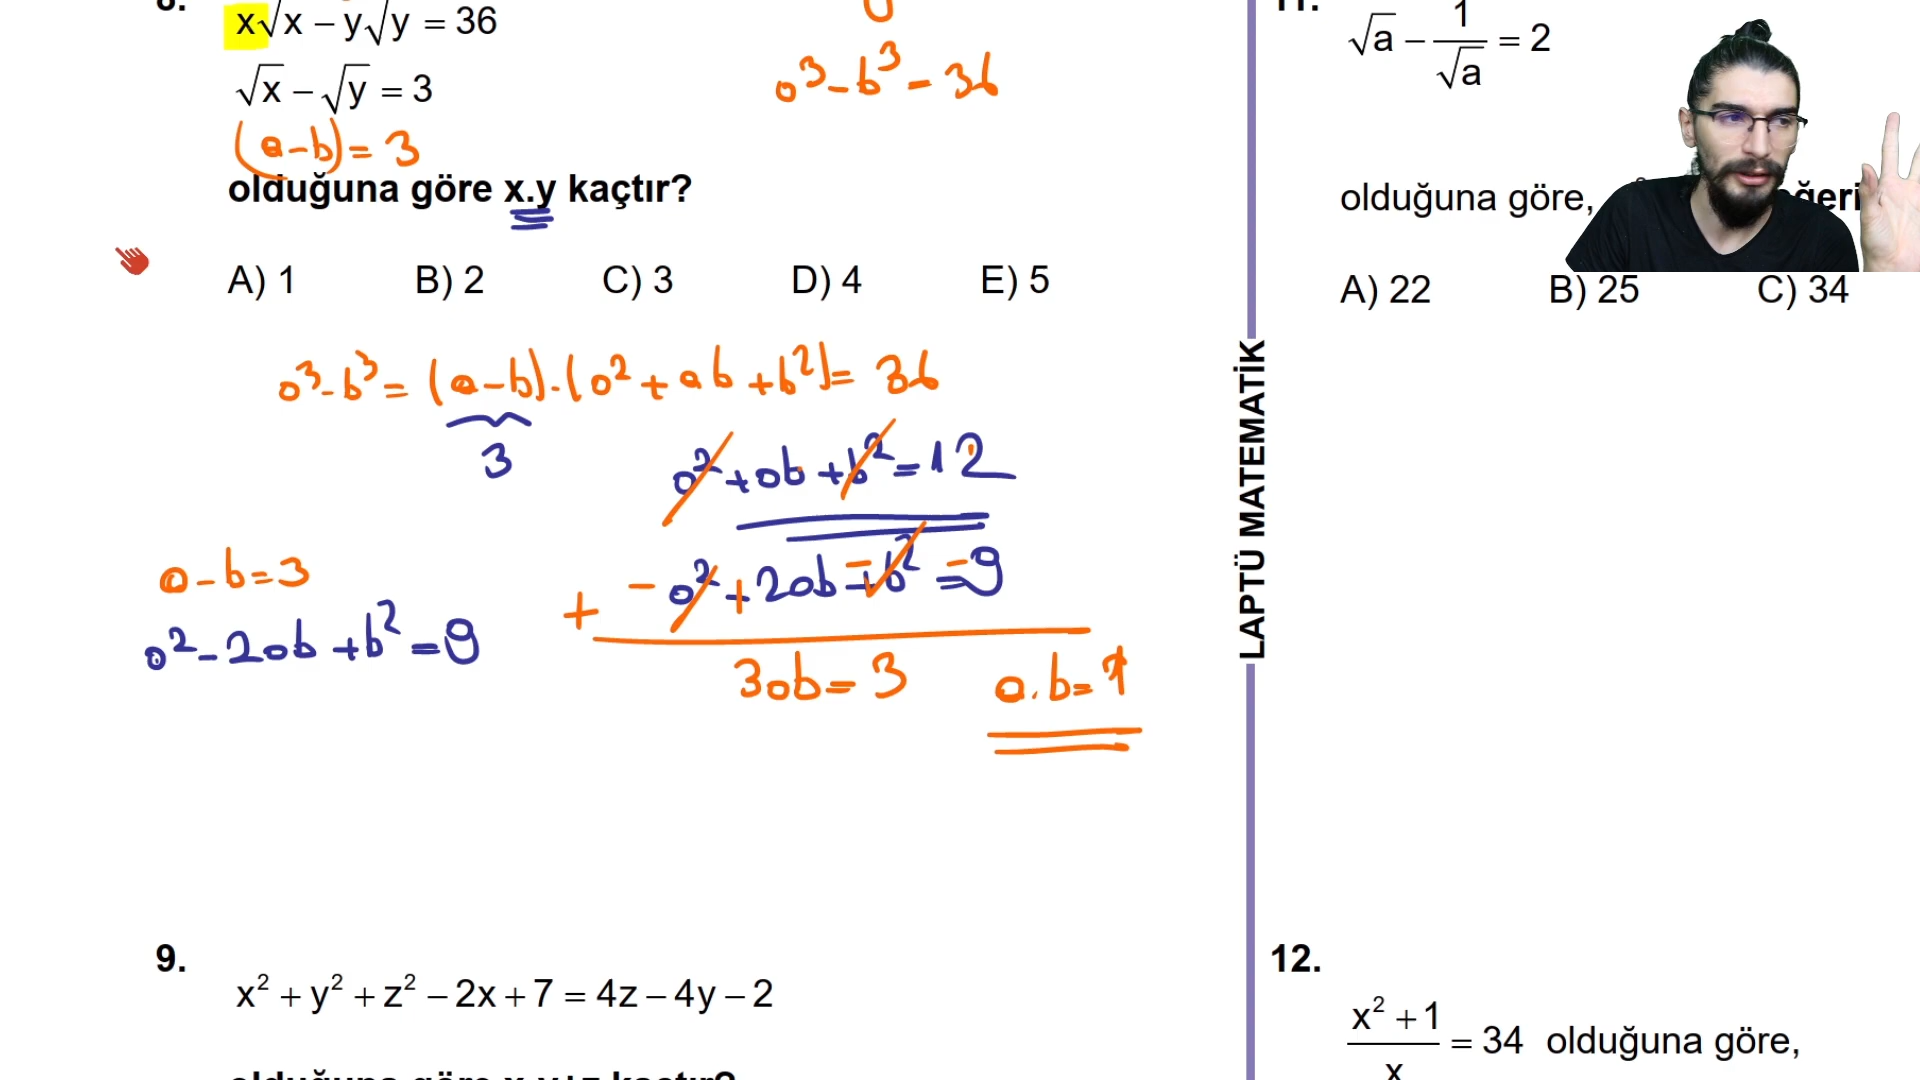 8.
x√x – y√y = 36
√x – √y = 3
(a-b) = 3
a³-b³-36
olduğuna göre x.y kaçtır?
A) 1 B) 2 C) 3 D) 4 E) 5
a³-b³ = (a-b).(a²+ab+b²) = 36
3
a²+ab+b²=12
- a²+2ab-b²=-9
+
3ab=3 a.b=1
a-b=3
a²-2ab+b²=9
9.
x² + y² + z² – 2x + 7 = 4z – 4y – 2
LAPTÜ MATEMATİK
11.
√a – 1/√a = 2
olduğuna göre,
A) 22 B) 25 C) 34
12.
(x² + 1)/x = 34 olduğuna göre,